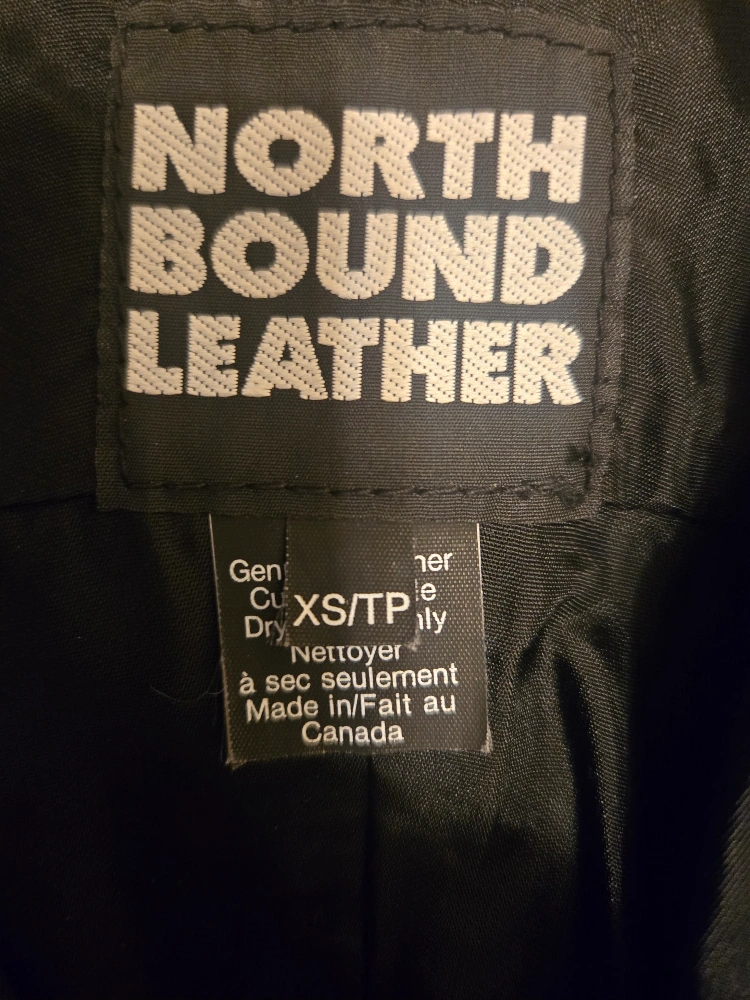 NORTH
BOUND
LEATHER
XS/TP
Nettoyer
à sec seulement
Made in/Fait au
Canada